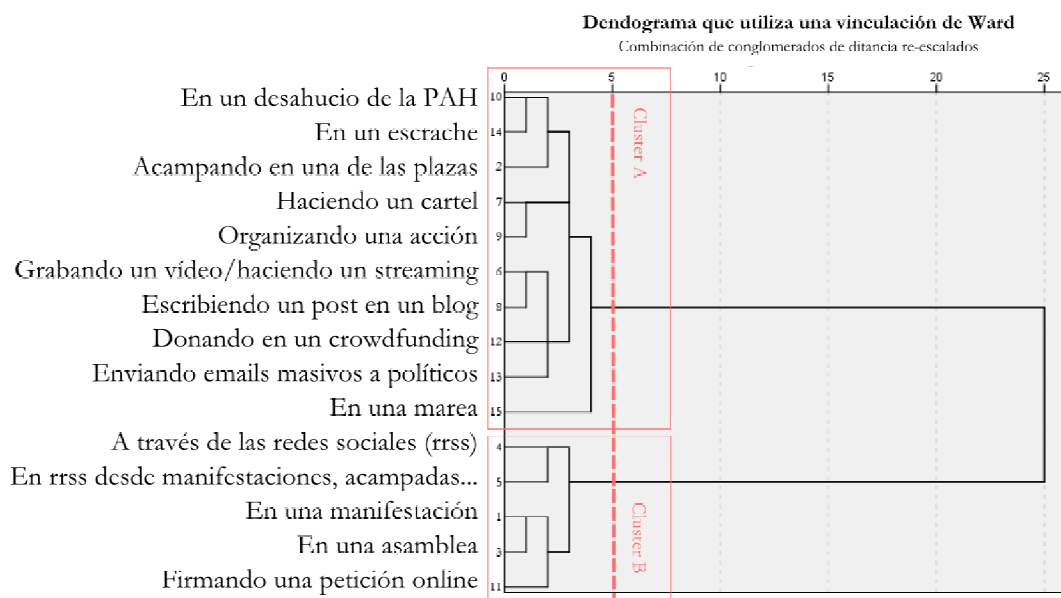 Dendograma que utiliza una vinculación de Ward
Combinación de conglomerados de ditancia re-escalados
0 5 10 15 20 25
En un desahucio de la PAH 10
En un escrache 14
Acampando en una de las plazas 2
Haciendo un cartel 7
Organizando una acción 9
Grabando un vídeo/haciendo un streaming 6
Escribiendo un post en un blog 8
Donando en un crowdfunding 12
Enviando emails masivos a políticos 13
En una marea 15
Cluster A
A través de las redes sociales (rrss) 4
En rrss desde manifestaciones, acampadas... 5
En una manifestación 1
En una asamblea 3
Firmando una petición online 11
Cluster B